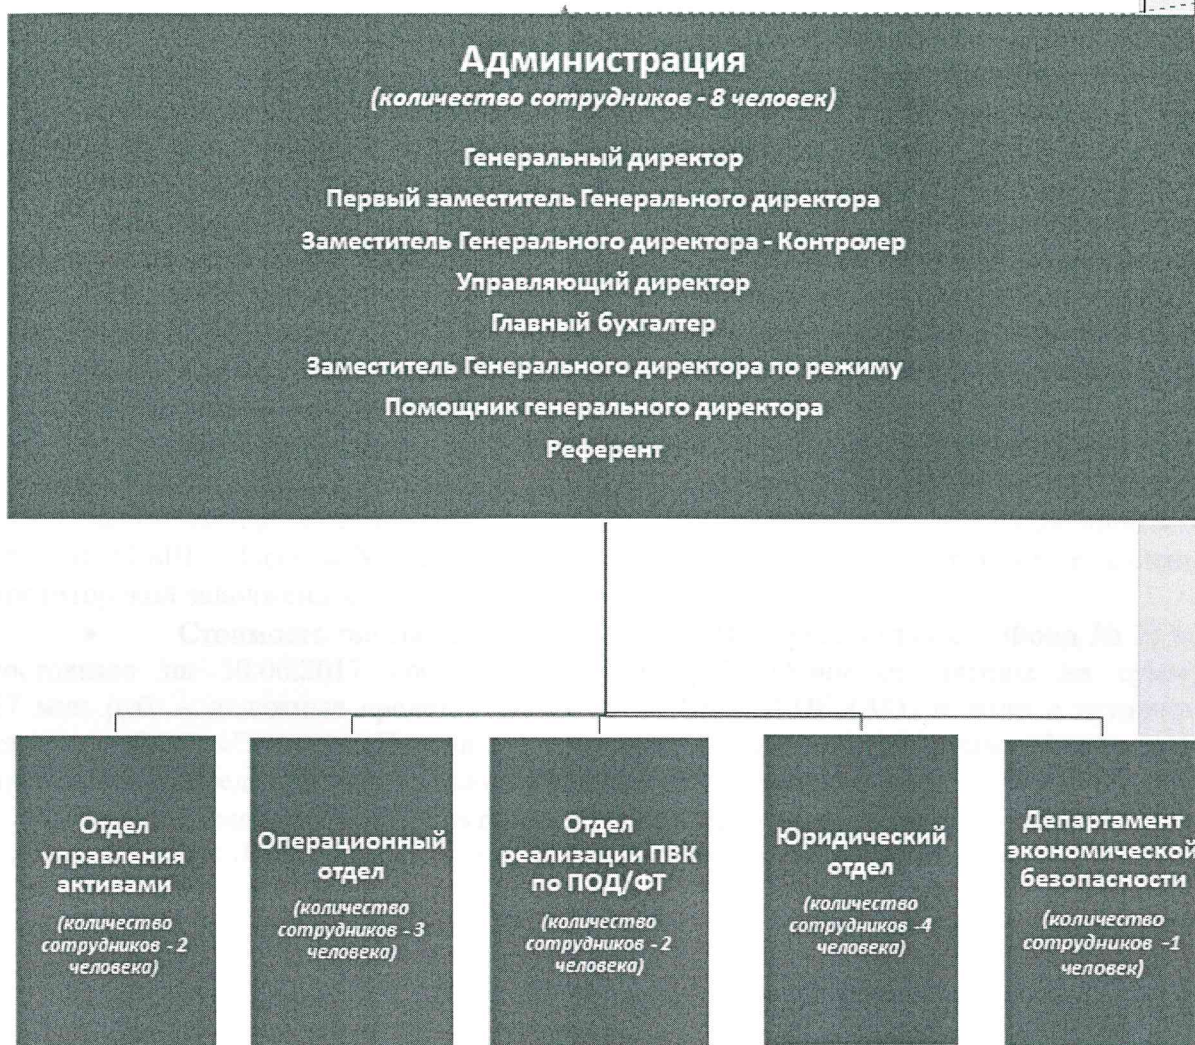 Администрация
(количество сотрудников - 8 человек)
Генеральный директор
Первый заместитель Генерального директора
Заместитель Генерального директора - Контролер
Управляющий директор
Главный бухгалтер
Заместитель Генерального директора по режиму
Помощник генерального директора
Референт
Отдел
управления
активами
(количество
сотрудников - 2
человека)
Операционный
отдел
(количество
сотрудников - 3
человека)
Отдел
реализации ПВК
по ПОД/ФТ
(количество
сотрудников - 2
человека)
Юридический
отдел
(количество
сотрудников -4
человека)
Департамент
экономической
безопасности
(количество
сотрудников -1
человек)